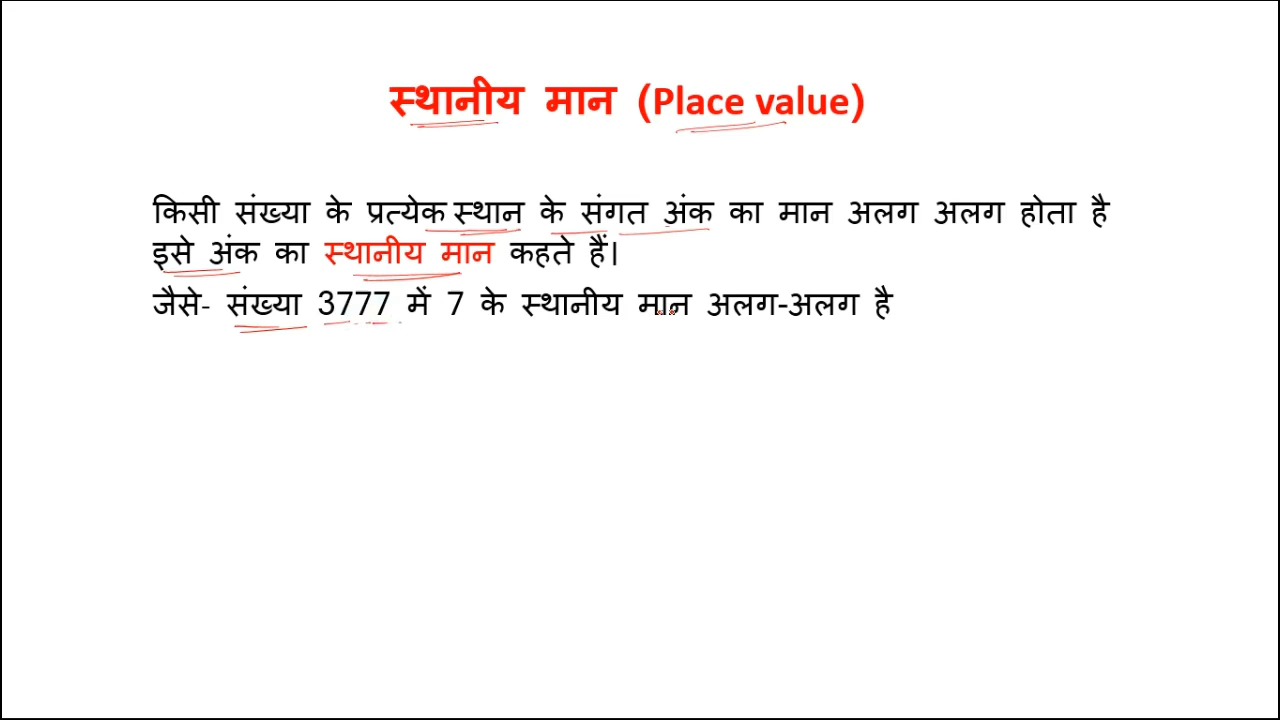 स्थानीय मान (Place value)
किसी संख्या के प्रत्येक स्थान के संगत अंक का मान अलग अलग होता है
इसे अंक का स्थानीय मान कहते हैं।
जैसे- संख्या 3777 में 7 के स्थानीय मान अलग-अलग है